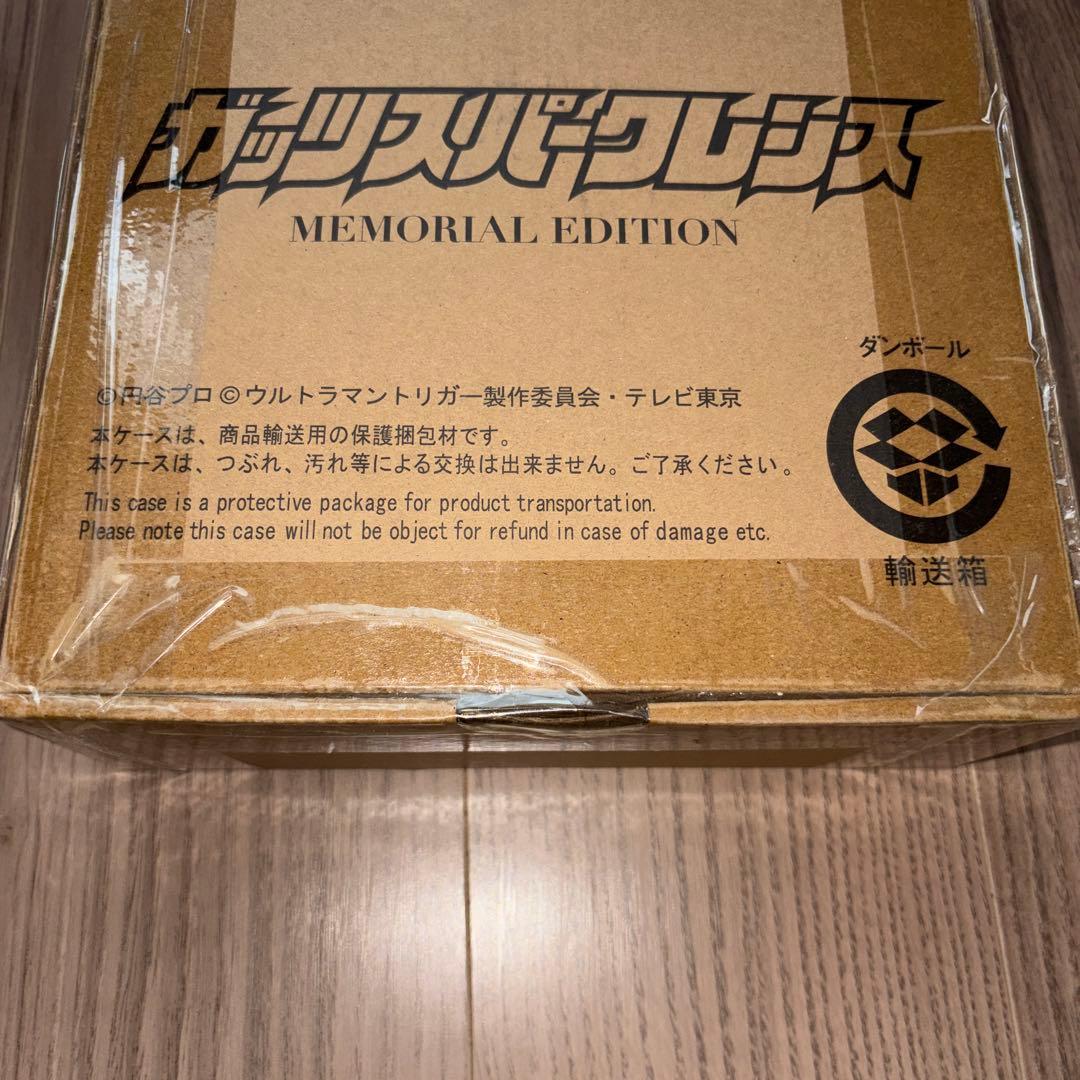 ガッツスパークレンス
MEMORIAL EDITION
ダンボール
©円谷プロ ©ウルトラマントリガー製作委員会・テレビ東京
本ケースは、商品輸送用の保護捆包材です。
本ケースは、つぶれ、汚れ等による交換は出来ません。ご了承ください。
This case is a protective package for product transportation.
Please note this case will not be object for refund in case of damage etc.
輸送箱